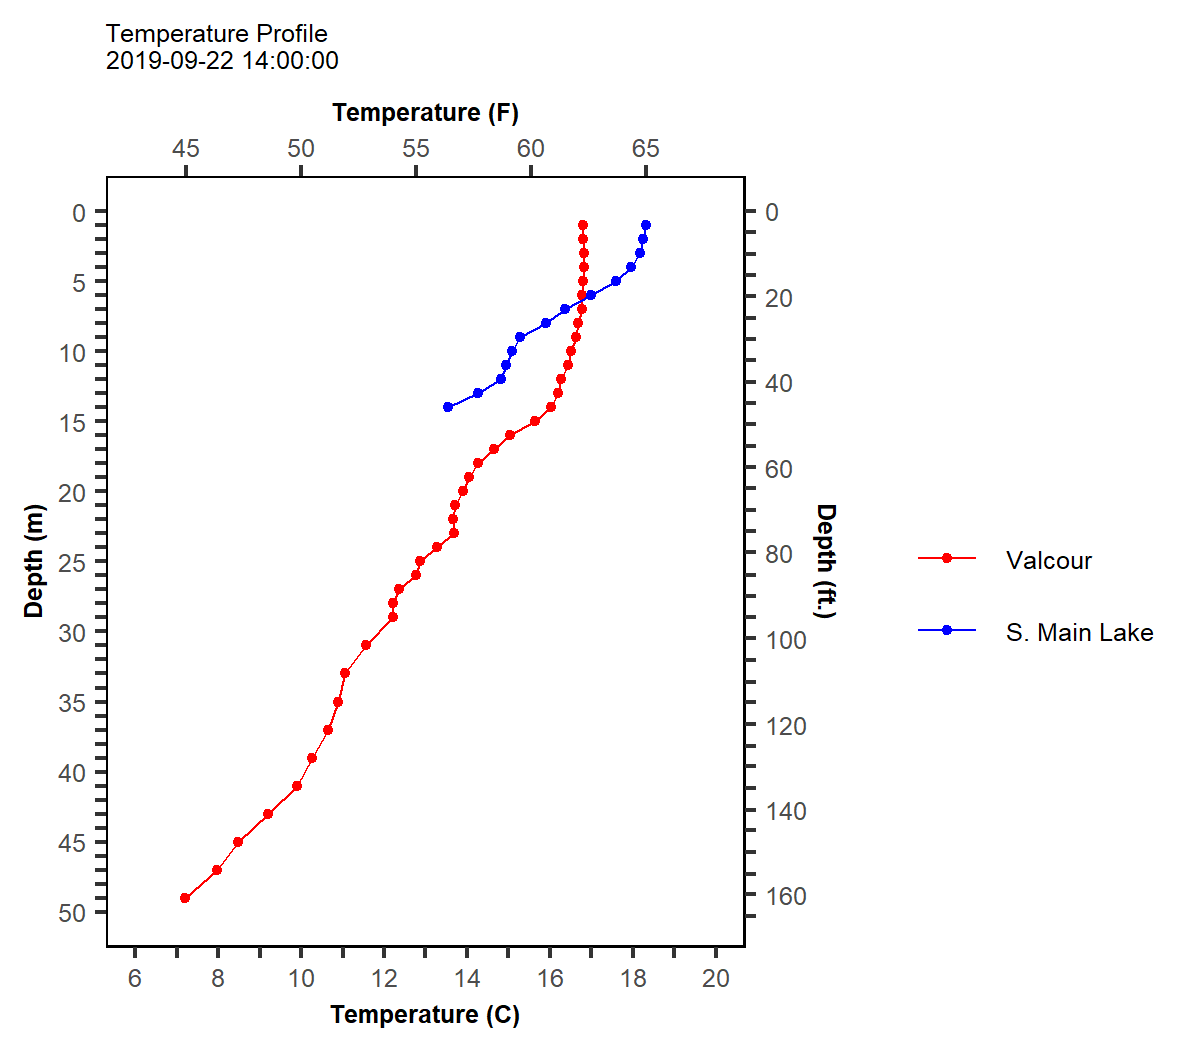 Temperature Profile
2019-09-22 14:00:00
Temperature (F)
45 50 55 60 65
0
5
10
15
20
25
30
35
40
45
50
Depth (m)
0
20
40
60
80
100
120
140
160
Depth (ft.)
Valcour
S. Main Lake
6 8 10 12 14 16 18 20
Temperature (C)